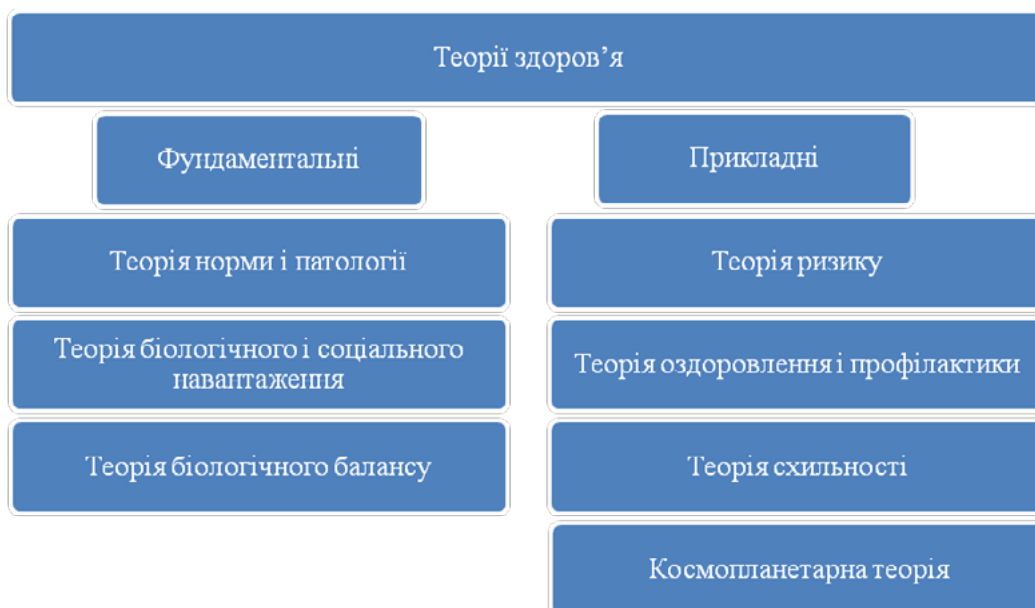 Теорії здоров’я
Фундаментальні
Прикладні
Теорія норми і патології
Теорія ризику
Теорія біологічного і соціального
навантаження
Теорія оздоровлення і профілактики
Теорія біологічного балансу
Теорія схильності
Космопланетарна теорія